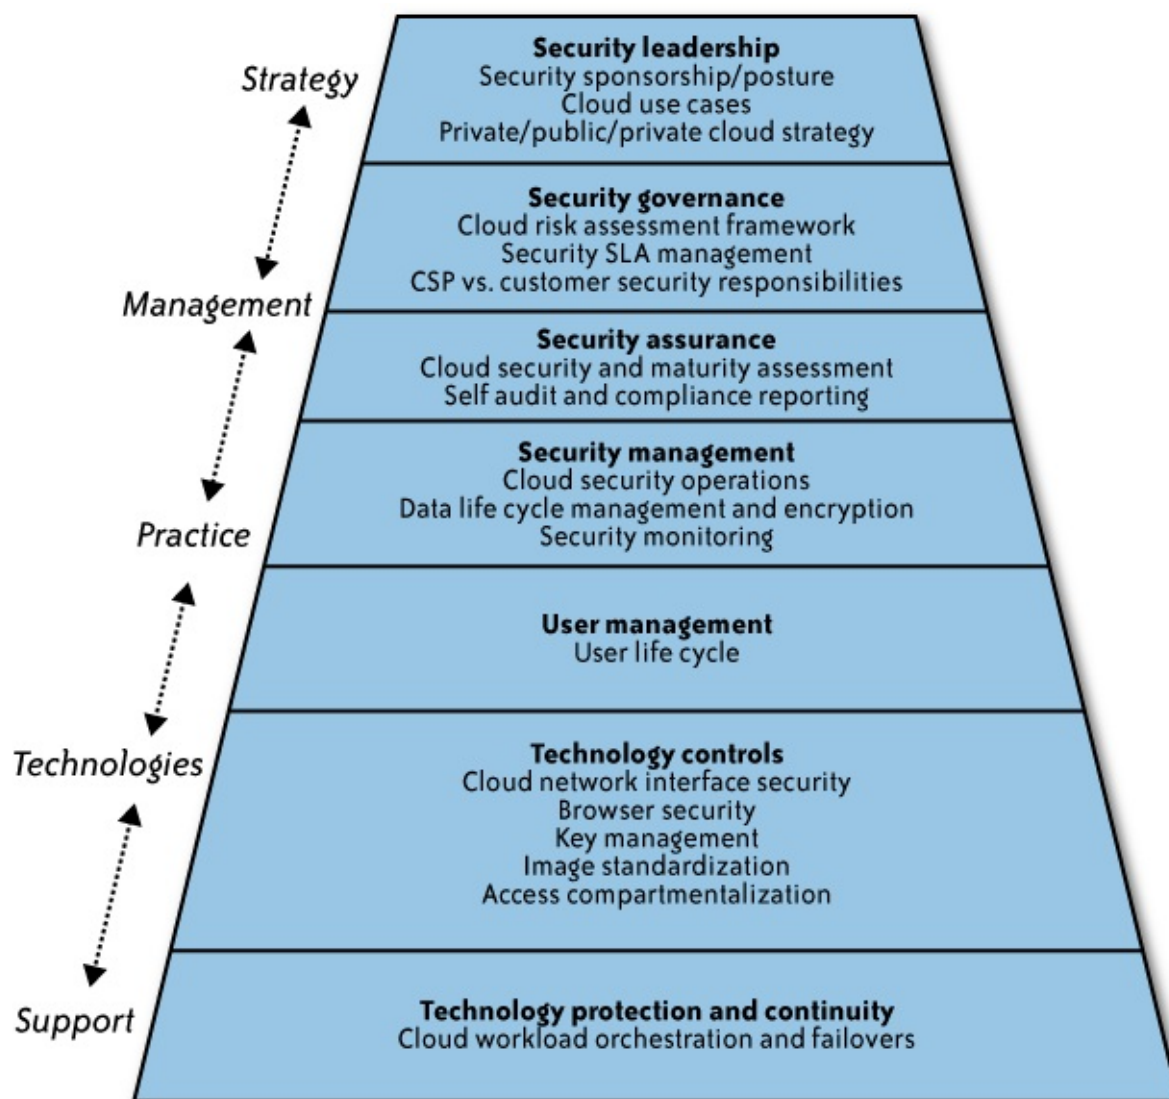 Strategy
Management
Practice
Technologies
Support
Security leadership
Security sponsorship/posture
Cloud use cases
Private/public/private cloud strategy
Security governance
Cloud risk assessment framework
Security SLA management
CSP vs. customer security responsibilities
Security assurance
Cloud security and maturity assessment
Self audit and compliance reporting
Security management
Cloud security operations
Data life cycle management and encryption
Security monitoring
User management
User life cycle
Technology controls
Cloud network interface security
Browser security
Key management
Image standardization
Access compartmentalization
Technology protection and continuity
Cloud workload orchestration and failovers